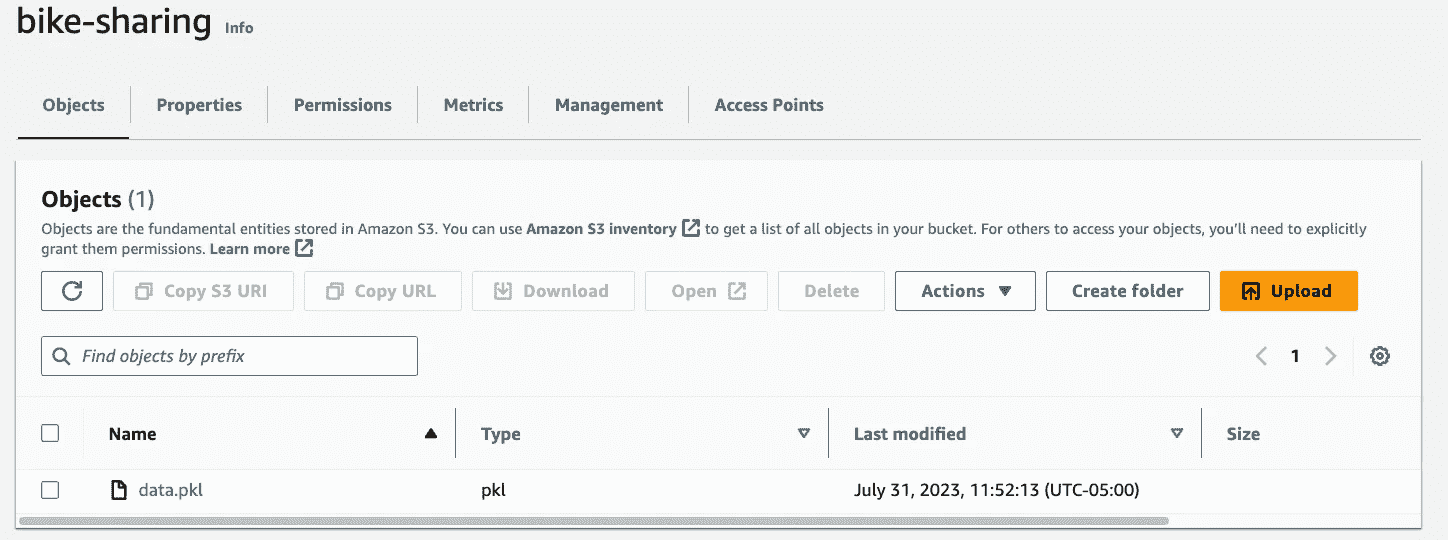 bike-sharing Info
Objects Properties Permissions Metrics Management Access Points
Objects (1)
Objects are the fundamental entities stored in Amazon S3. You can use Amazon S3 inventory to get a list of all objects in your bucket. For others to access your objects, you'll need to explicitly
grant them permissions. Learn more
Copy S3 URI Copy URL Download Open Delete Actions Create folder Upload
Find objects by prefix 1
Name Type Last modified Size
data.pkl pkl July 31, 2023, 11:52:13 (UTC-05:00)